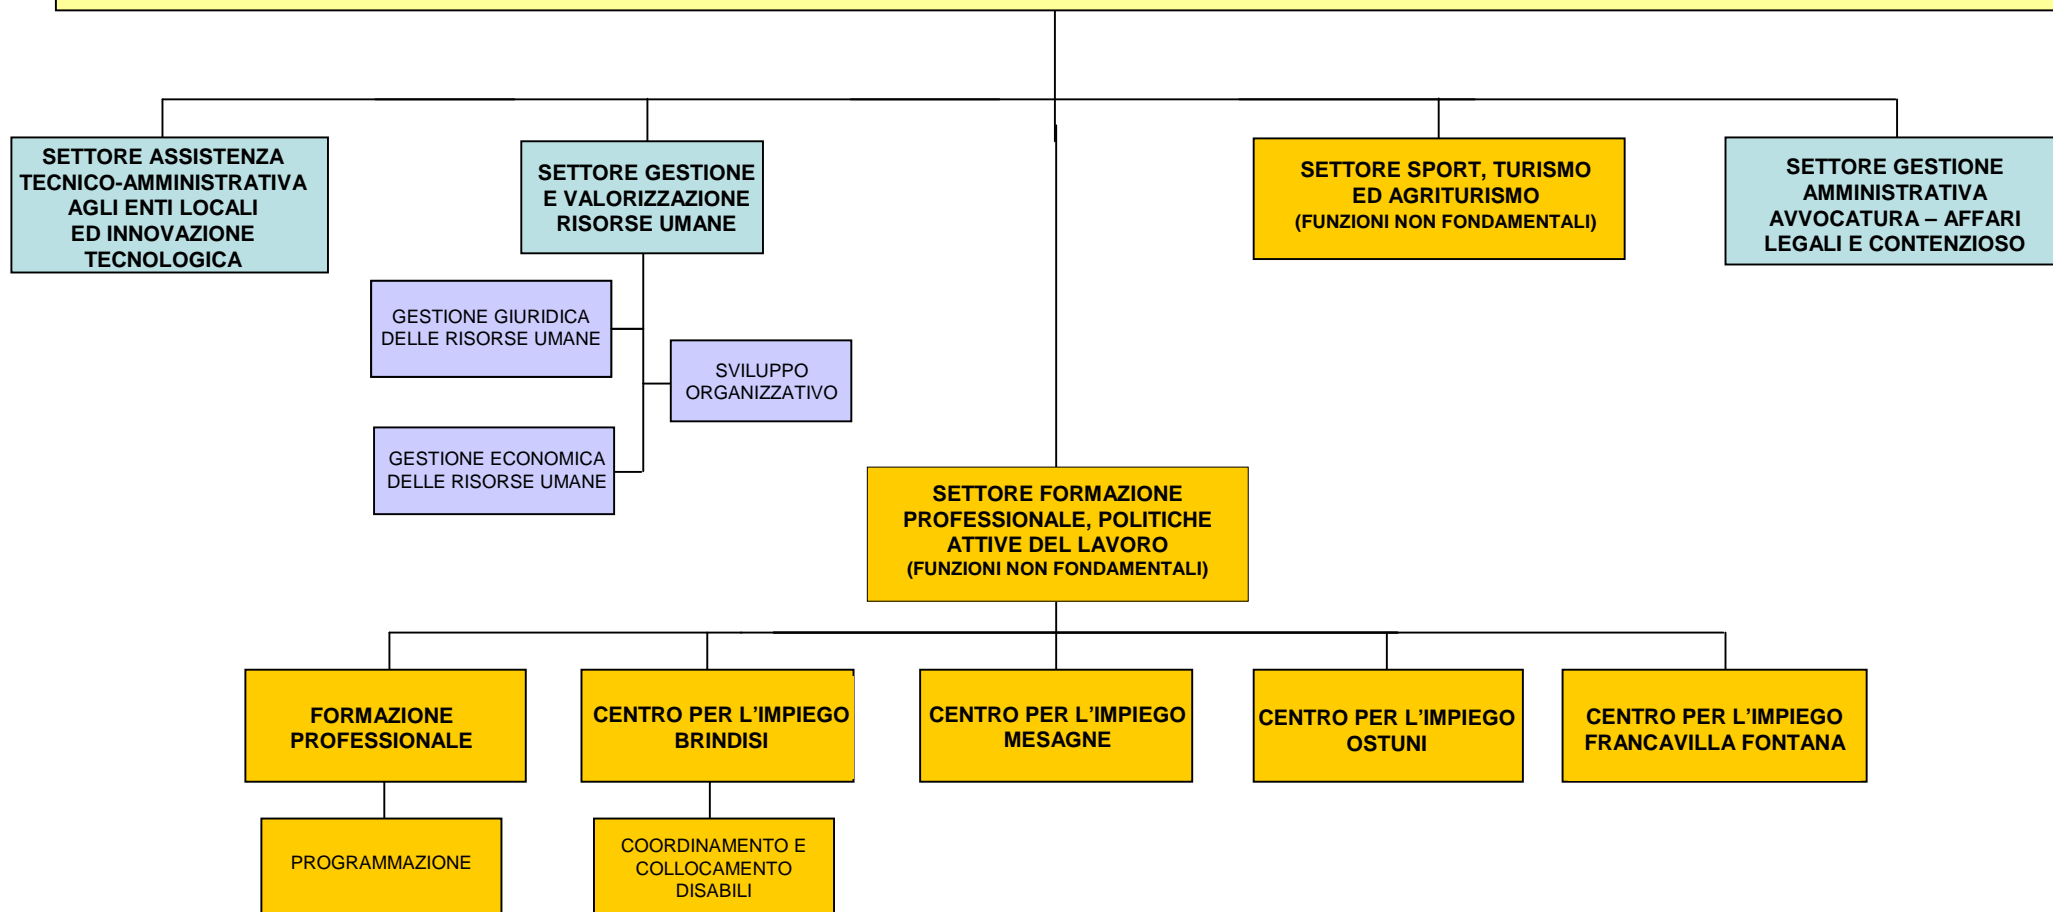 SETTORE ASSISTENZA
TECNICO-AMMINISTRATIVA
AGLI ENTI LOCALI
ED INNOVAZIONE
TECNOLOGICA
SETTORE GESTIONE
E VALORIZZAZIONE
RISORSE UMANE
SETTORE SPORT, TURISMO
ED AGRITURISMO
(FUNZIONI NON FONDAMENTALI)
SETTORE GESTIONE
AMMINISTRATIVA
AVVOCATURA – AFFARI
LEGALI E CONTENZIOSO
GESTIONE GIURIDICA
DELLE RISORSE UMANE
SVILUPPO
ORGANIZZATIVO
GESTIONE ECONOMICA
DELLE RISORSE UMANE
SETTORE FORMAZIONE
PROFESSIONALE, POLITICHE
ATTIVE DEL LAVORO
(FUNZIONI NON FONDAMENTALI)
FORMAZIONE
PROFESSIONALE
CENTRO PER L’IMPIEGO
BRINDISI
CENTRO PER L’IMPIEGO
MESAGNE
CENTRO PER L’IMPIEGO
OSTUNI
CENTRO PER L’IMPIEGO
FRANCAVILLA FONTANA
PROGRAMMAZIONE
COORDINAMENTO E
COLLOCAMENTO
DISABILI